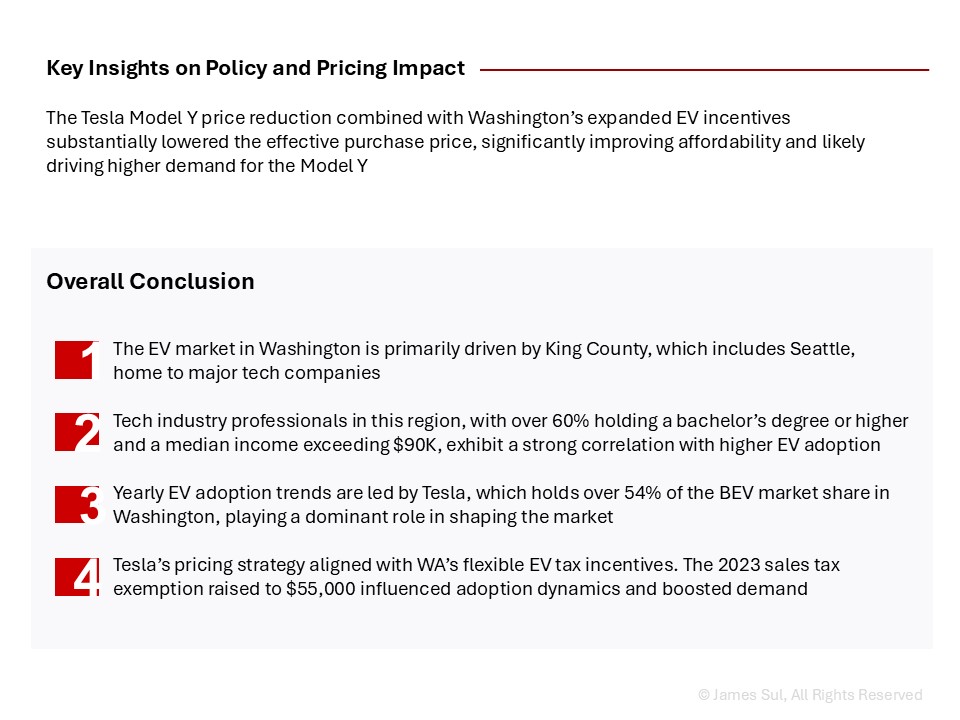 Key Insights on Policy and Pricing Impact
The Tesla Model Y price reduction combined with Washington’s expanded EV incentives
substantially lowered the effective purchase price, significantly improving affordability and likely
driving higher demand for the Model Y
Overall Conclusion
1 The EV market in Washington is primarily driven by King County, which includes Seattle,
home to major tech companies
2 Tech industry professionals in this region, with over 60% holding a bachelor’s degree or higher
and a median income exceeding $90K, exhibit a strong correlation with higher EV adoption
3 Yearly EV adoption trends are led by Tesla, which holds over 54% of the BEV market share in
Washington, playing a dominant role in shaping the market
4 Tesla’s pricing strategy aligned with WA’s flexible EV tax incentives. The 2023 sales tax
exemption raised to $55,000 influenced adoption dynamics and boosted demand
© James Sul, All Rights Reserved